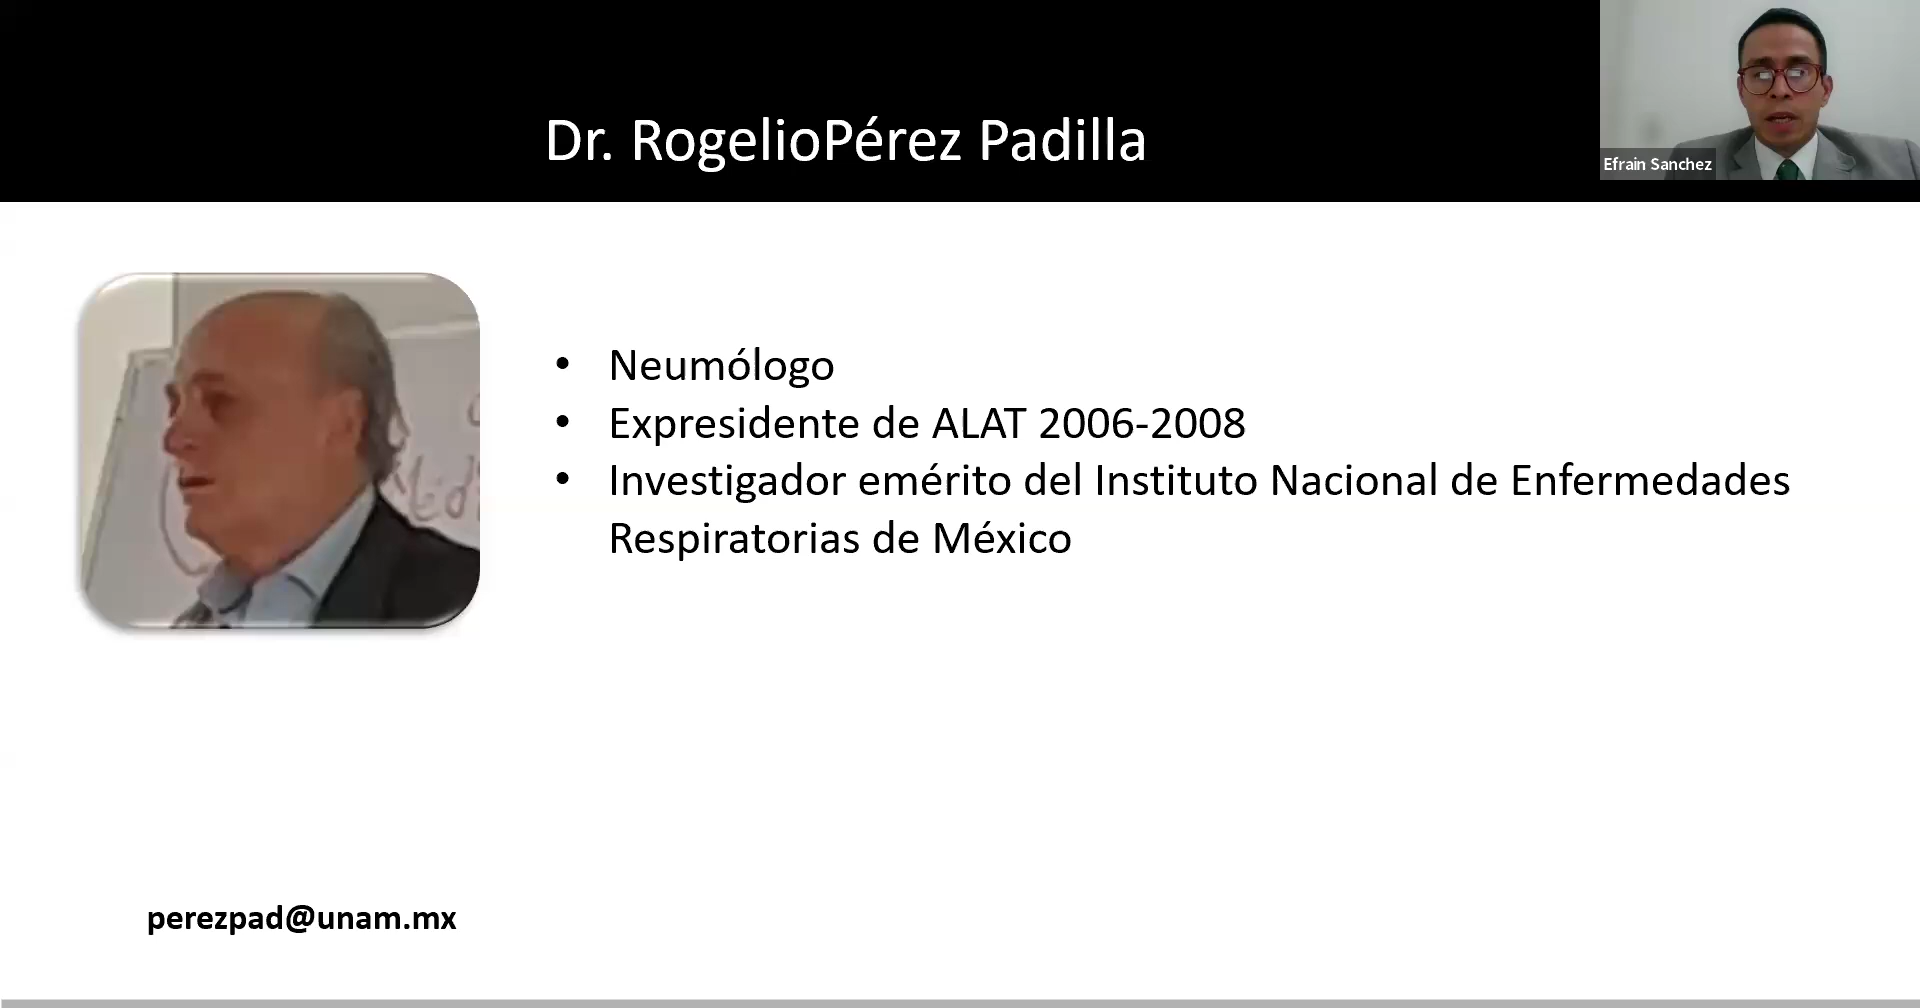 Dr. RogelioPérez Padilla
Efrain Sanchez
• Neumólogo
• Expresidente de ALAT 2006-2008
• Investigador emérito del Instituto Nacional de Enfermedades
Respiratorias de México
perezpad@unam.mx